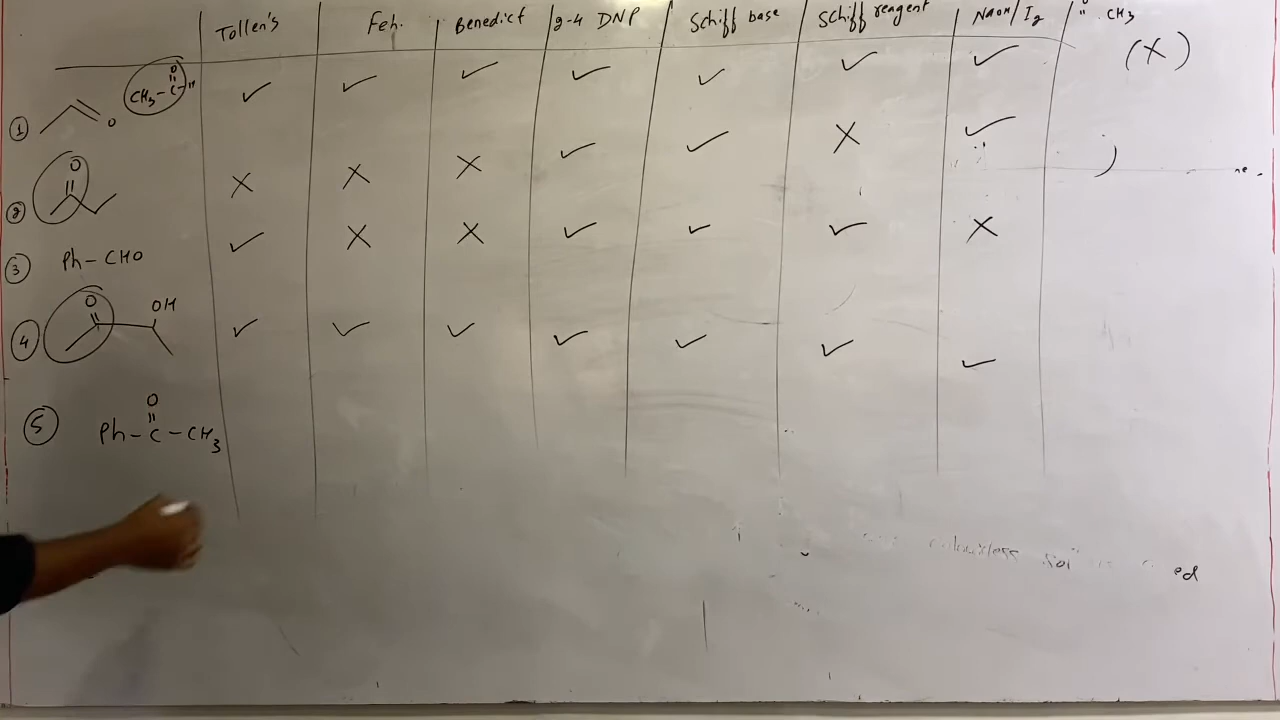 Tollen's Feh. Benedict 2-4 DNP Schiff base Schiff reagent NaOH/I2 CH3
O
CH3-C-H ✓ ✓ ✓ ✓ ✓ ✓ ✓ (X)
① O
O
② X X X ✓ ✓ X ✓ )
③ Ph-CHO ✓ X X ✓ ✓ ✓ X
O OH
④ ✓ ✓ ✓ ✓ ✓ ✓ ✓
O
⑤ Ph-C-CH3